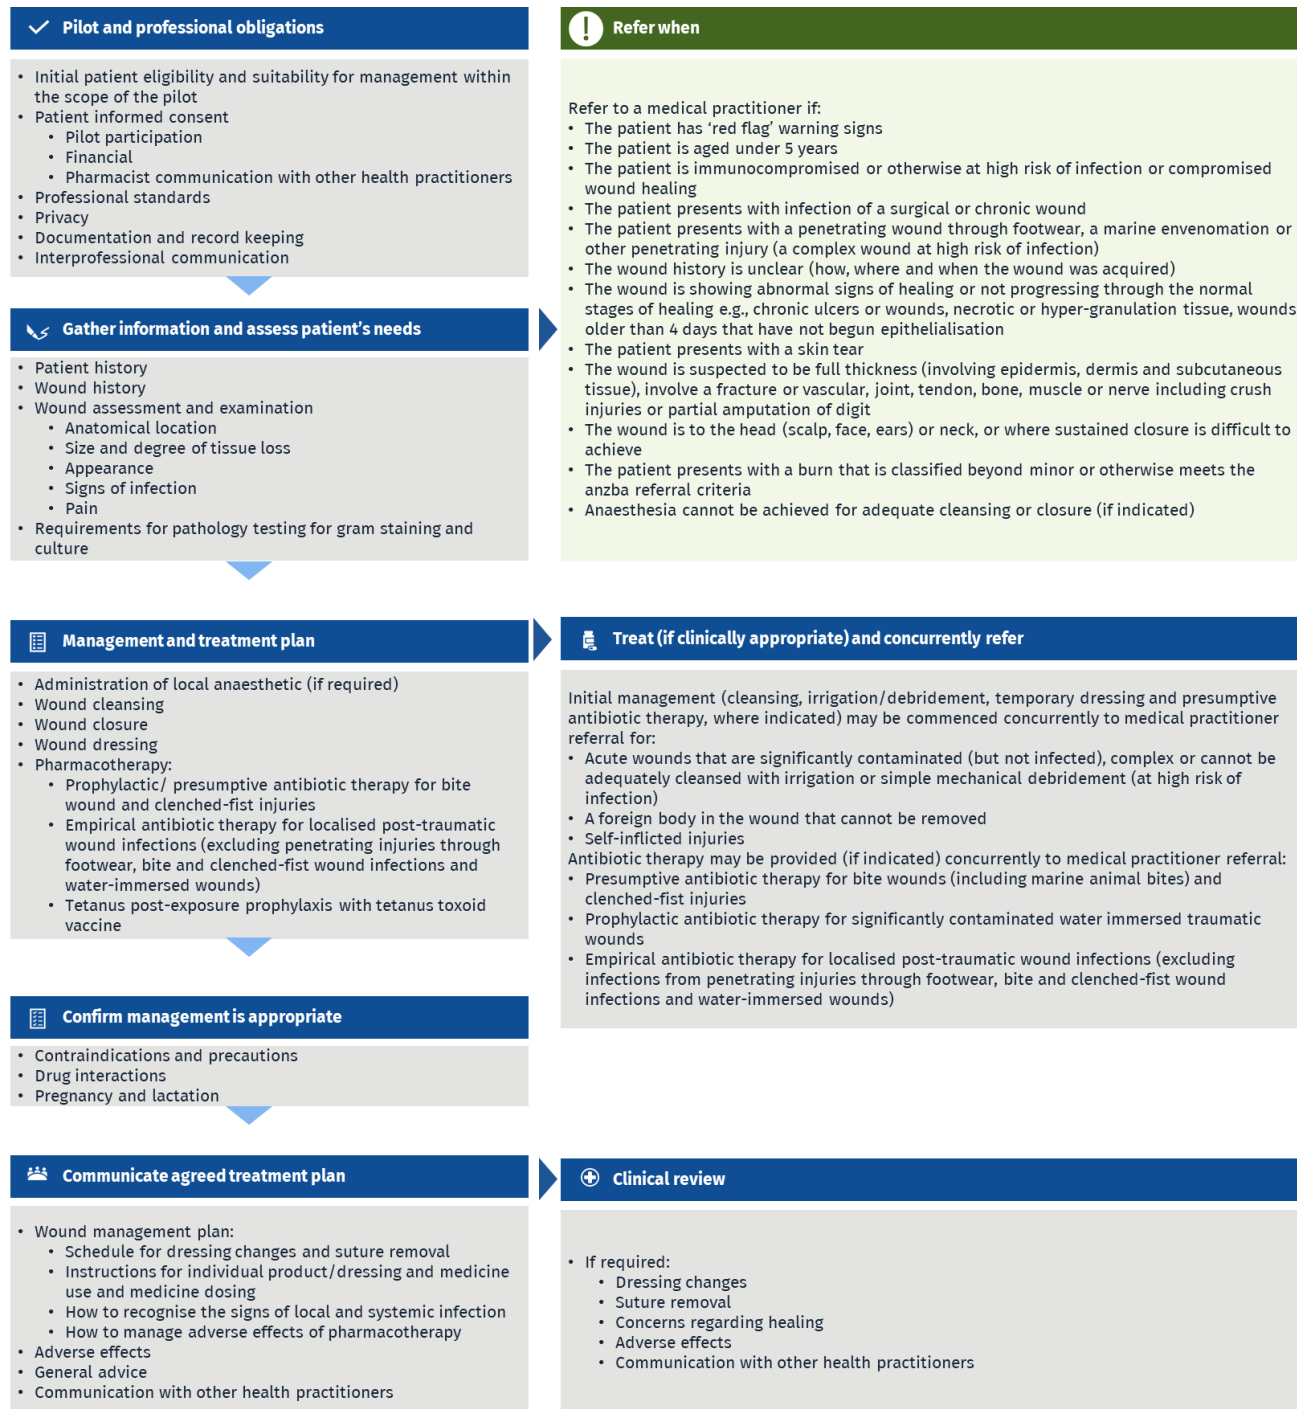 Pilot and professional obligations
• Initial patient eligibility and suitability for management within
the scope of the pilot
• Patient informed consent
• Pilot participation
• Financial
• Pharmacist communication with other health practitioners
• Professional standards
• Privacy
• Documentation and record keeping
• Interprofessional communication
Gather information and assess patient's needs
• Patient history
• Wound history
• Wound assessment and examination
• Anatomical location
• Size and degree of tissue loss
• Appearance
• Signs of infection
• Pain
• Requirements for pathology testing for gram staining and
culture
! Refer when
Refer to a medical practitioner if:
• The patient has ‘red flag’ warning signs
• The patient is aged under 5 years
• The patient is immunocompromised or otherwise at high risk of infection or compromised
wound healing
• The patient presents with infection of a surgical or chronic wound
• The patient presents with a penetrating wound through footwear, a marine envenomation or
other penetrating injury (a complex wound at high risk of infection)
• The wound history is unclear (how, where and when the wound was acquired)
• The wound is showing abnormal signs of healing or not progressing through the normal
stages of healing e.g., chronic ulcers or wounds, necrotic or hyper-granulation tissue, wounds
older than 4 days that have not begun epithelialisation
• The patient presents with a skin tear
• The wound is suspected to be full thickness (involving epidermis, dermis and subcutaneous
tissue), involve a fracture or vascular, joint, tendon, bone, muscle or nerve including crush
injuries or partial amputation of digit
• The wound is to the head (scalp, face, ears) or neck, or where sustained closure is difficult to
achieve
• The patient presents with a burn that is classified beyond minor or otherwise meets the
anzba referral criteria
• Anaesthesia cannot be achieved for adequate cleansing or closure (if indicated)
Management and treatment plan
• Administration of local anaesthetic (if required)
• Wound cleansing
• Wound closure
• Wound dressing
• Pharmacotherapy:
• Prophylactic/ presumptive antibiotic therapy for bite
wound and clenched-fist injuries
• Empirical antibiotic therapy for localised post-traumatic
wound infections (excluding penetrating injuries through
footwear, bite and clenched-fist wound infections and
water-immersed wounds)
• Tetanus post-exposure prophylaxis with tetanus toxoid
vaccine
Treat (if clinically appropriate) and concurrently refer
Initial management (cleansing, irrigation/debridement, temporary dressing and presumptive
antibiotic therapy, where indicated) may be commenced concurrently to medical practitioner
referral for:
• Acute wounds that are significantly contaminated (but not infected), complex or cannot be
adequately cleansed with irrigation or simple mechanical debridement (at high risk of
infection)
• A foreign body in the wound that cannot be removed
• Self-inflicted injuries
Antibiotic therapy may be provided (if indicated) concurrently to medical practitioner referral:
• Presumptive antibiotic therapy for bite wounds (including marine animal bites) and
clenched-fist injuries
• Prophylactic antibiotic therapy for significantly contaminated water immersed traumatic
wounds
• Empirical antibiotic therapy for localised post-traumatic wound infections (excluding
infections from penetrating injuries through footwear, bite and clenched-fist wound
infections and water-immersed wounds)
Confirm management is appropriate
• Contraindications and precautions
• Drug interactions
• Pregnancy and lactation
Communicate agreed treatment plan
• Wound management plan:
• Schedule for dressing changes and suture removal
• Instructions for individual product/dressing and medicine
use and medicine dosing
• How to recognise the signs of local and systemic infection
• How to manage adverse effects of pharmacotherapy
• Adverse effects
• General advice
• Communication with other health practitioners
Clinical review
• If required:
• Dressing changes
• Suture removal
• Concerns regarding healing
• Adverse effects
• Communication with other health practitioners